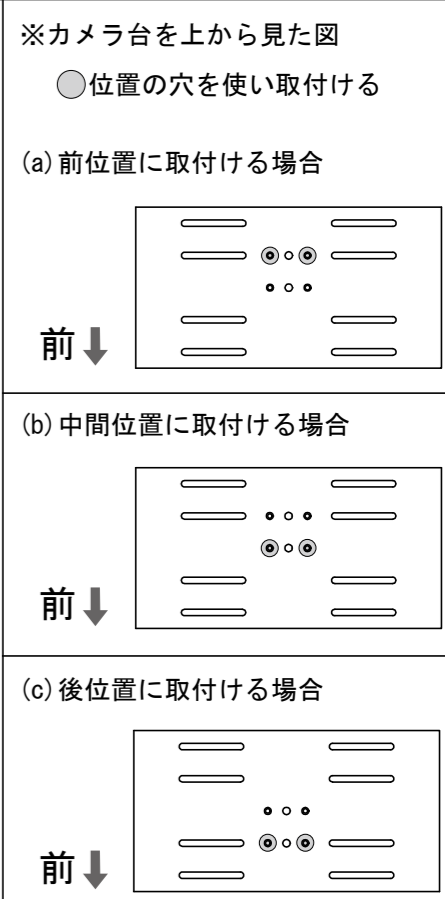 ※カメラ台を上から見た図
位置の穴を使い取付ける
(a)前位置に取付ける場合
前
(b)中間位置に取付ける場合
前
(c)後位置に取付ける場合
前